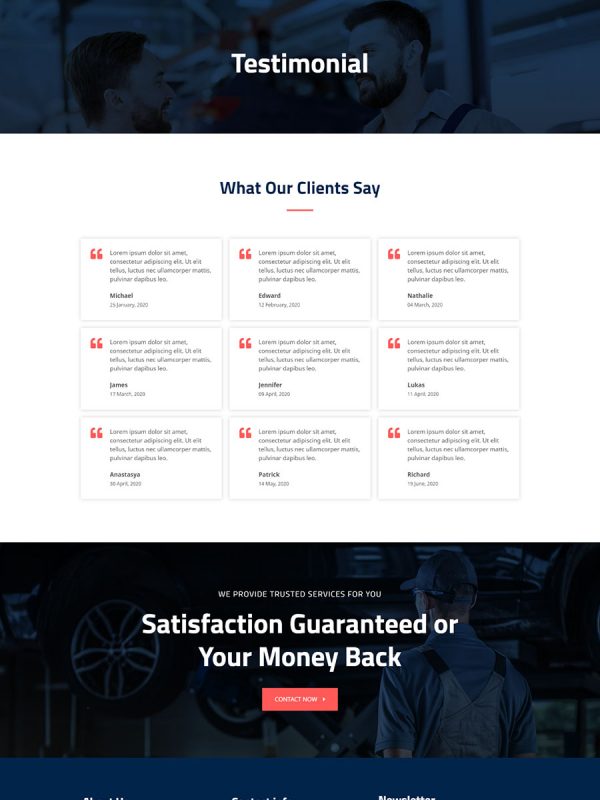 Testimonial
What Our Clients Say
Lorem ipsum dolor sit amet,
consectetur adipiscing elit. Ut elit
tellus, luctus nec ullamcorper mattis,
pulvinar dapibus leo.
Michael
25 January, 2020
Lorem ipsum dolor sit amet,
consectetur adipiscing elit. Ut elit
tellus, luctus nec ullamcorper mattis,
pulvinar dapibus leo.
Edward
12 February, 2020
Lorem ipsum dolor sit amet,
consectetur adipiscing elit. Ut elit
tellus, luctus nec ullamcorper mattis,
pulvinar dapibus leo.
Nathalie
04 March, 2020
Lorem ipsum dolor sit amet,
consectetur adipiscing elit. Ut elit
tellus, luctus nec ullamcorper mattis,
pulvinar dapibus leo.
James
17 March, 2020
Lorem ipsum dolor sit amet,
consectetur adipiscing elit. Ut elit
tellus, luctus nec ullamcorper mattis,
pulvinar dapibus leo.
Jennifer
09 April, 2020
Lorem ipsum dolor sit amet,
consectetur adipiscing elit. Ut elit
tellus, luctus nec ullamcorper mattis,
pulvinar dapibus leo.
Lukas
11 April, 2020
Lorem ipsum dolor sit amet,
consectetur adipiscing elit. Ut elit
tellus, luctus nec ullamcorper mattis,
pulvinar dapibus leo.
Anastasya
30 April, 2020
Lorem ipsum dolor sit amet,
consectetur adipiscing elit. Ut elit
tellus, luctus nec ullamcorper mattis,
pulvinar dapibus leo.
Patrick
14 May, 2020
Lorem ipsum dolor sit amet,
consectetur adipiscing elit. Ut elit
tellus, luctus nec ullamcorper mattis,
pulvinar dapibus leo.
Richard
19 June, 2020
WE PROVIDE TRUSTED SERVICES FOR YOU
Satisfaction Guaranteed or
Your Money Back
CONTACT NOW
Newsletter